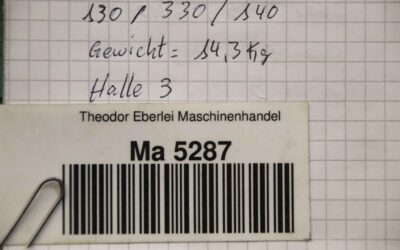 130 / 330 / 140
Gewicht = 14,3 Kg
Halle 3
Theodor Eberlei Maschinenhandel
Ma 5287